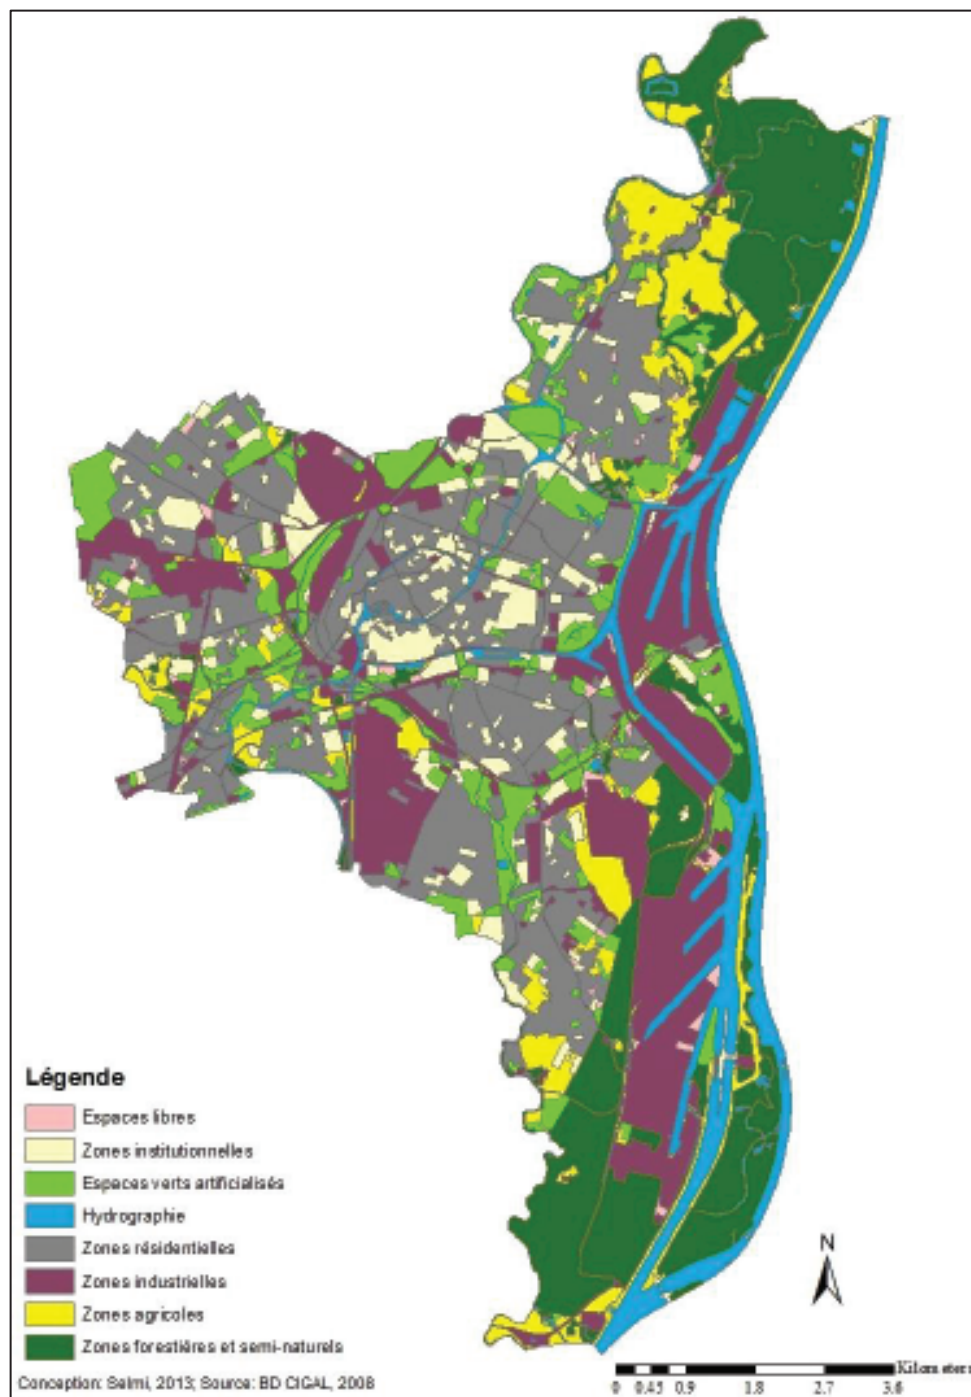 Légende
Espaces libres
Zones institutionnelles
Espaces verts artificialisés
Hydrographie
Zones résidentielles
Zones industrielles
Zones agricoles
Zones forestières et semi-naturels
Conception: Selmi, 2013; Source: BD CIGAL, 2008
N
Kilometers
0 0.45 0.9 1.8 2.7 3.6